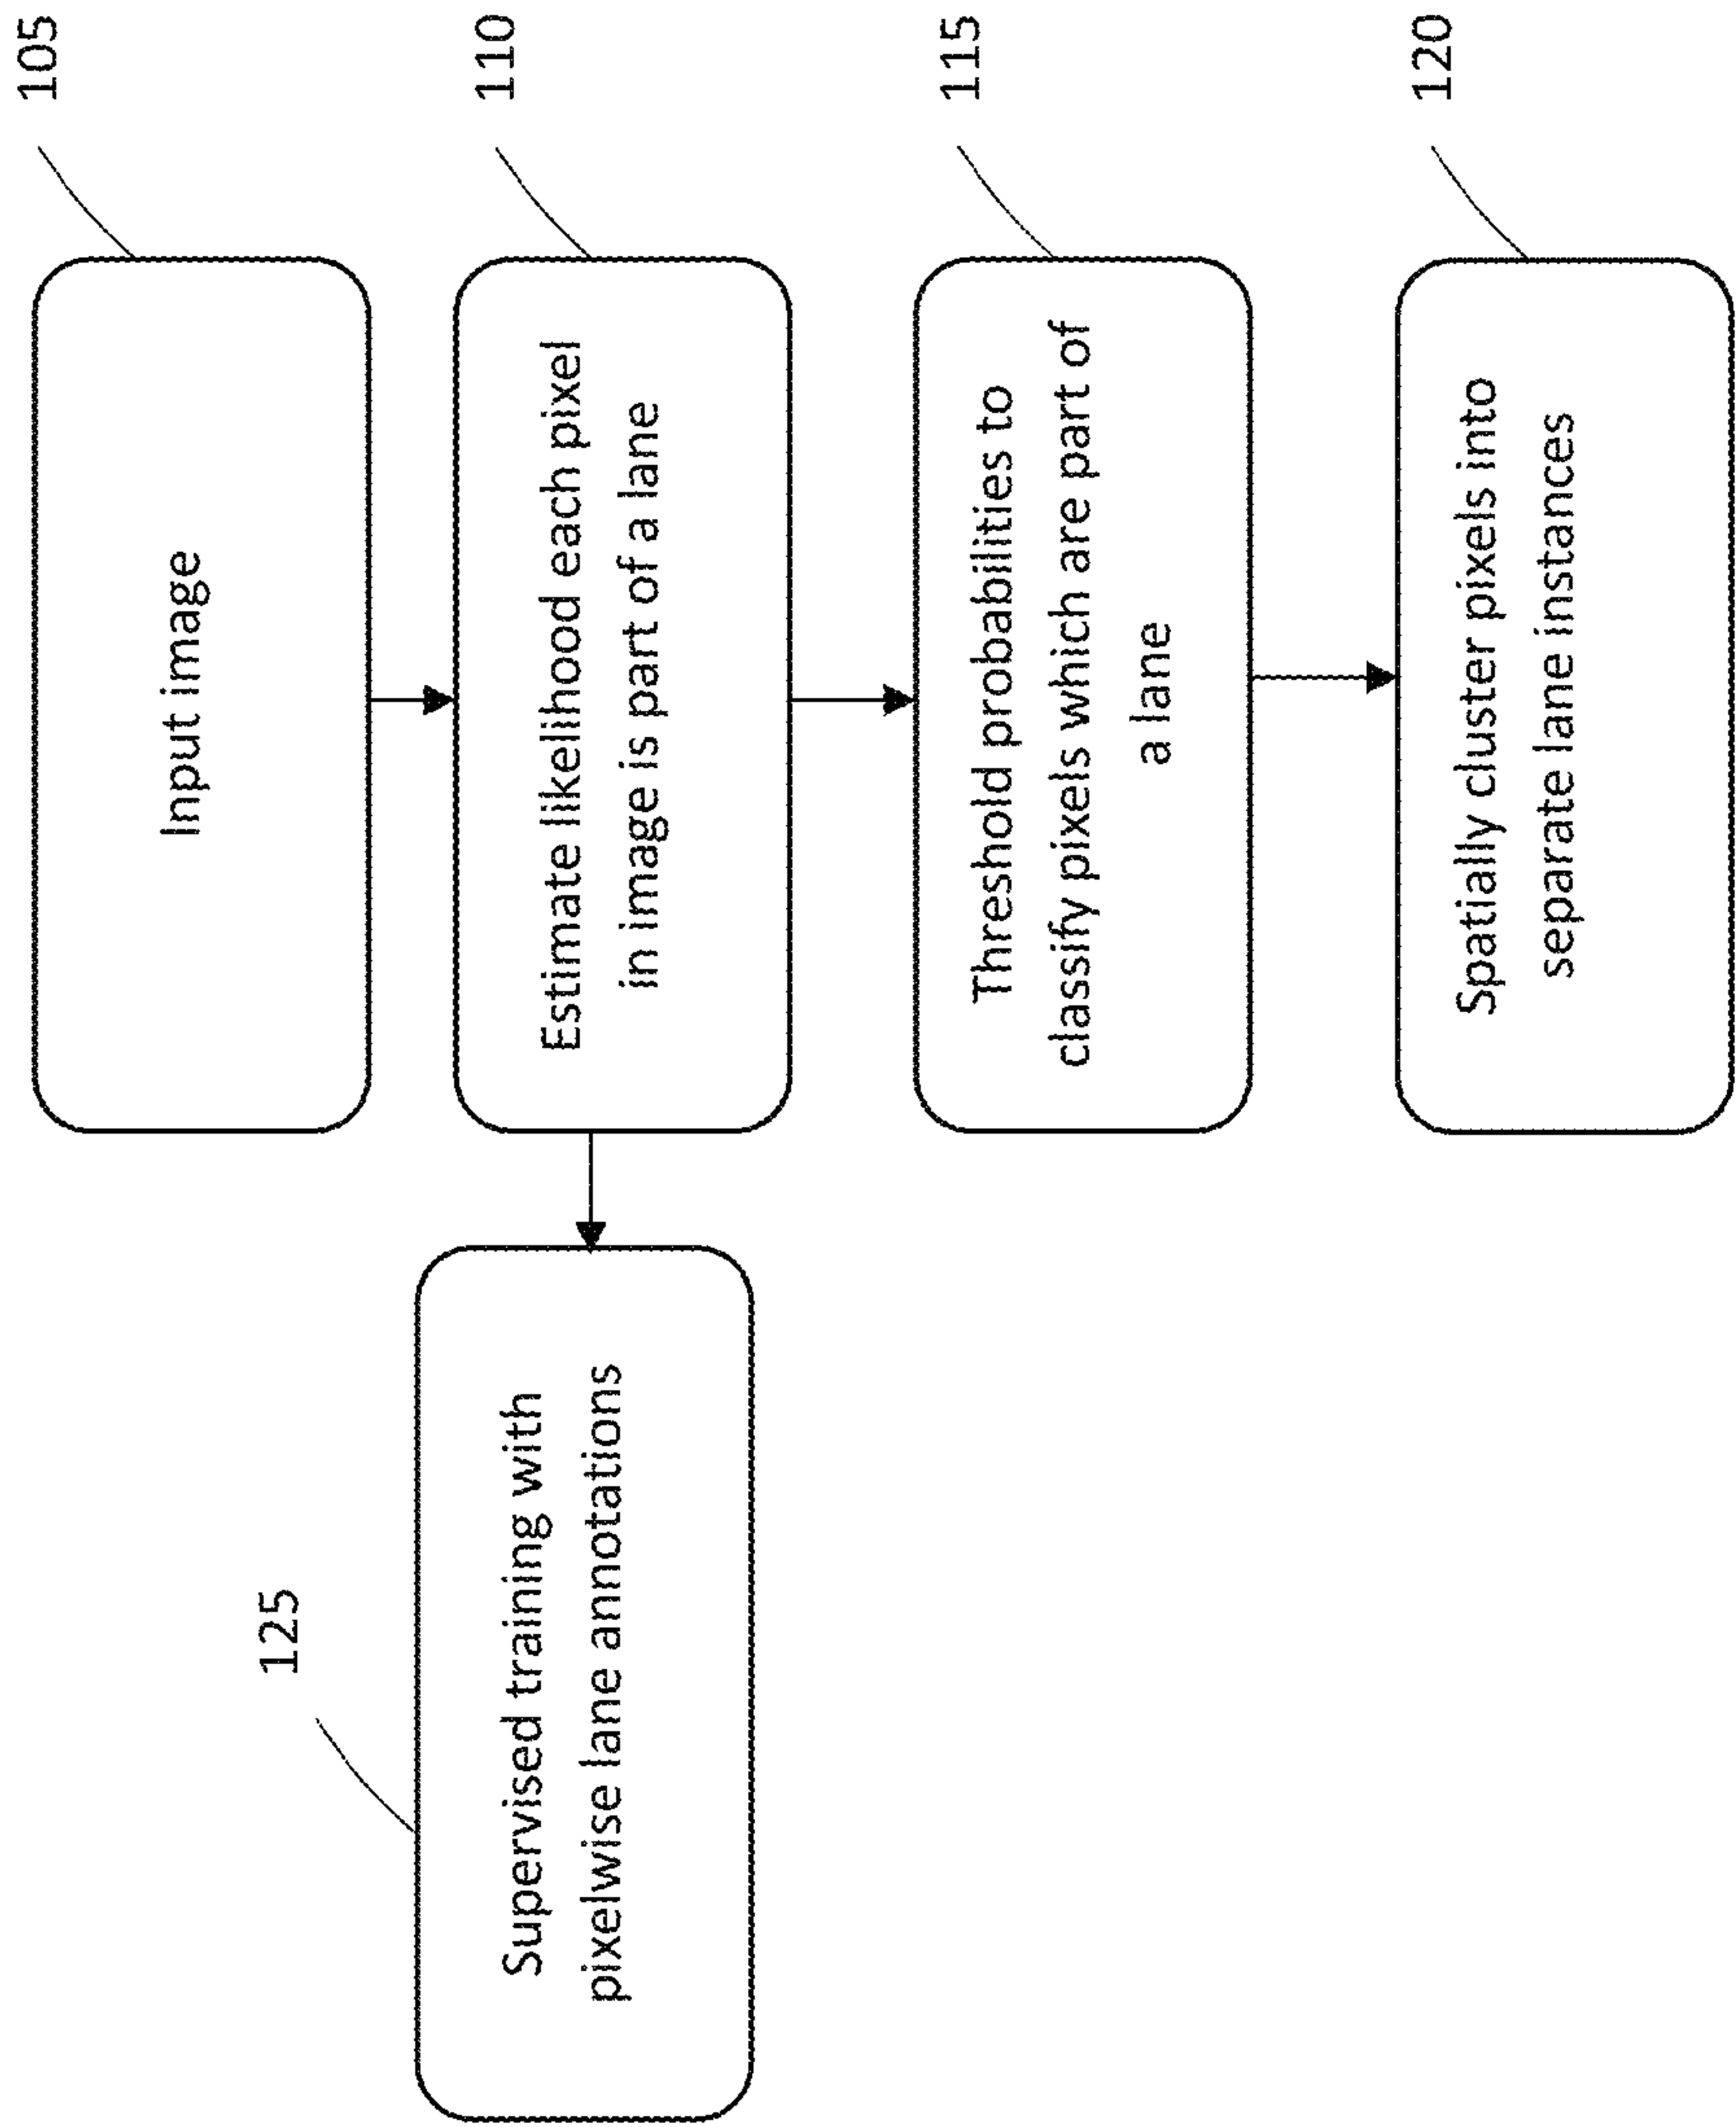 105
Input image
110
Estimate likelihood each pixel
in image is part of a lane
115
Threshold probabilities to
classify pixels which are part of
a lane
120
Spatially cluster pixels into
separate lane instances
125
Supervised training with
pixelwise lane annotations